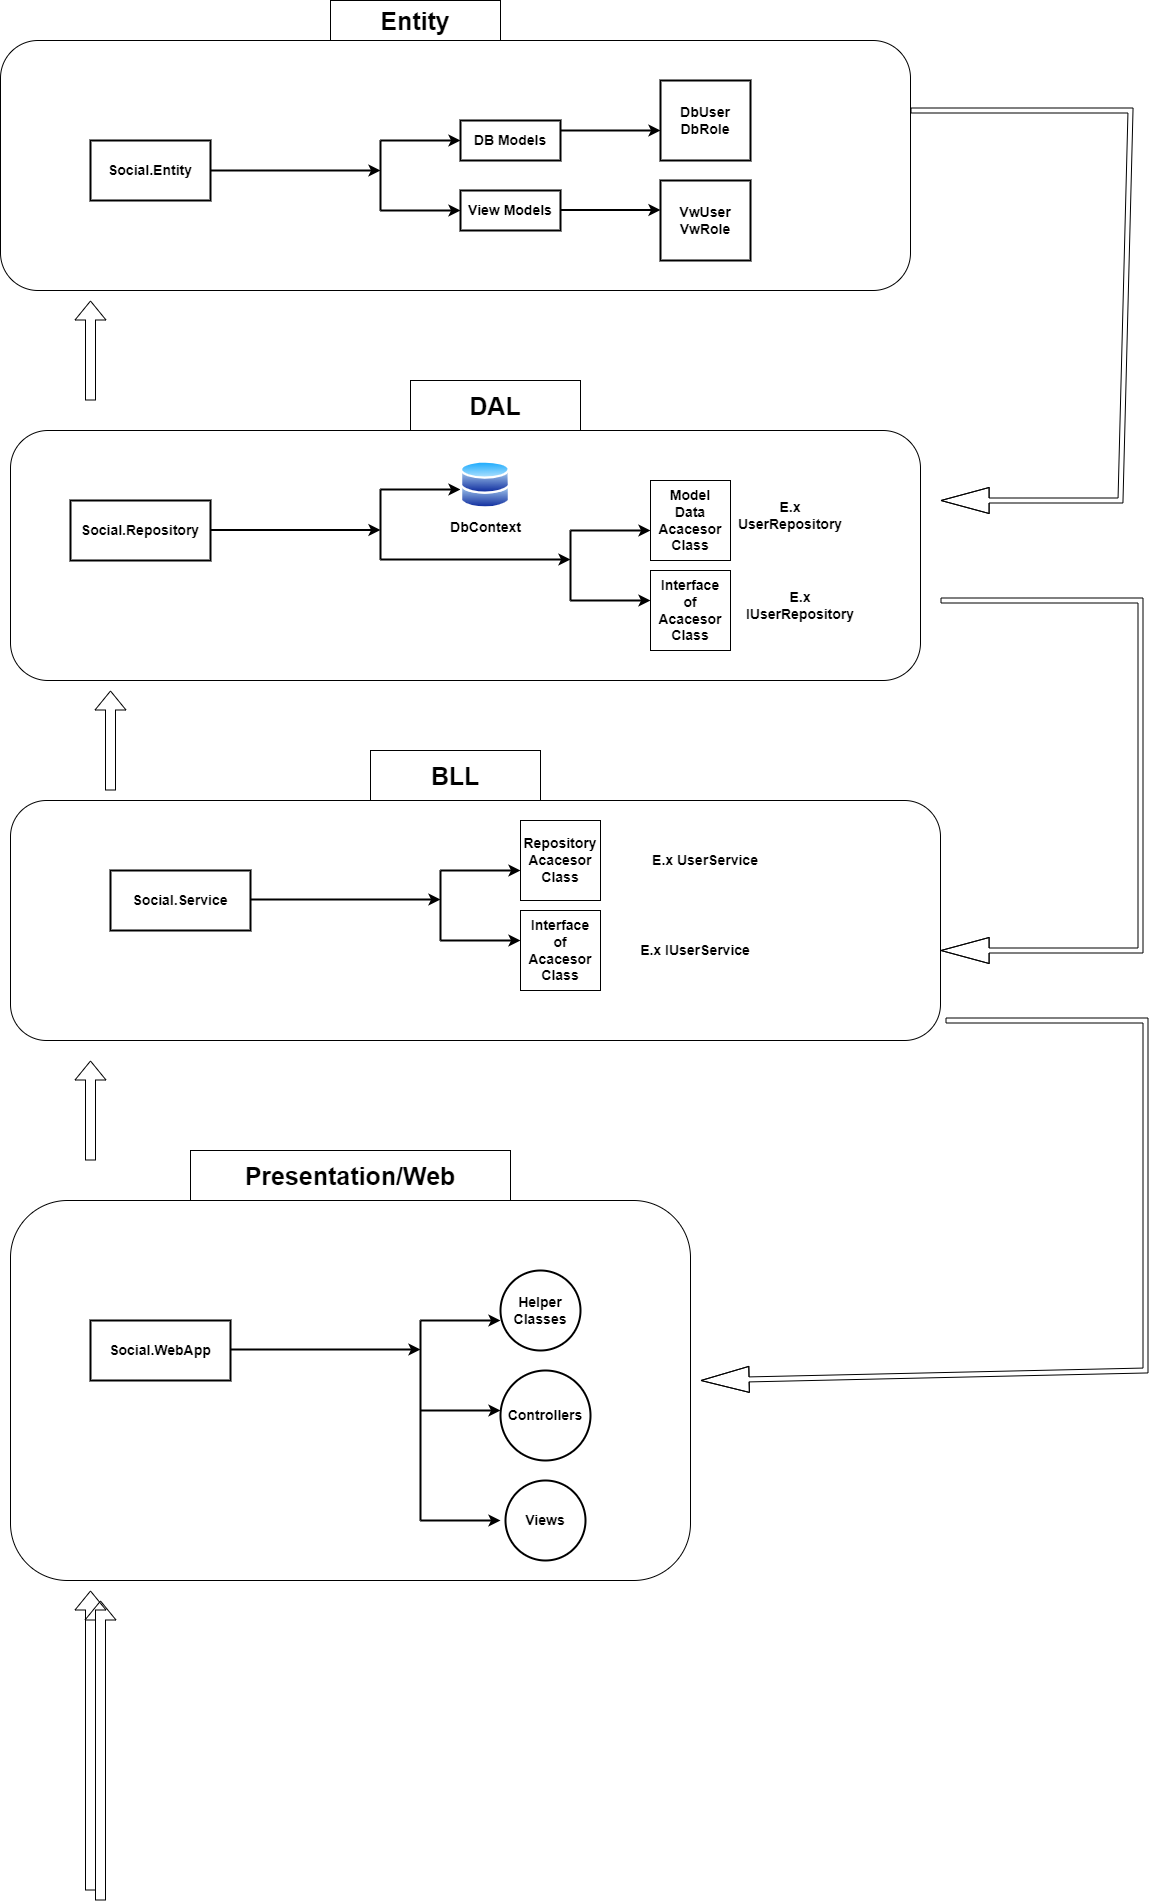 Entity
Social.Entity
DB Models
DbUser
DbRole
View Models
VwUser
VwRole
DAL
Social.Repository
DbContext
Model
Data
Acacesor
Class
E.x
UserRepository
Interface
of
Acacesor
Class
E.x
IUserRepository
BLL
Social.Service
Repository
Acacesor
Class
E.x UserService
Interface
of
Acacesor
Class
E.x IUserService
Presentation/Web
Social.WebApp
Helper
Classes
Controllers
Views